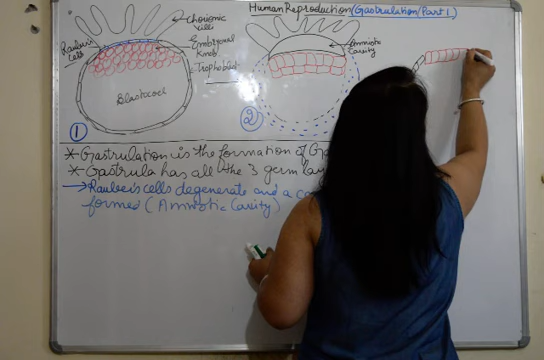 Human Reproduction (Gastrulation Part 1)
Chorionic
Villi
Rauber's
Cells
Embryonal
Knob
Trophoblast
Blastocoel
1
Amniotic
Cavity
2
* Gastrulation is the formation of
* Gastrula has all the 3 germ
→ Rauber's cells degenerate and a
formed (Amniotic Cavity)